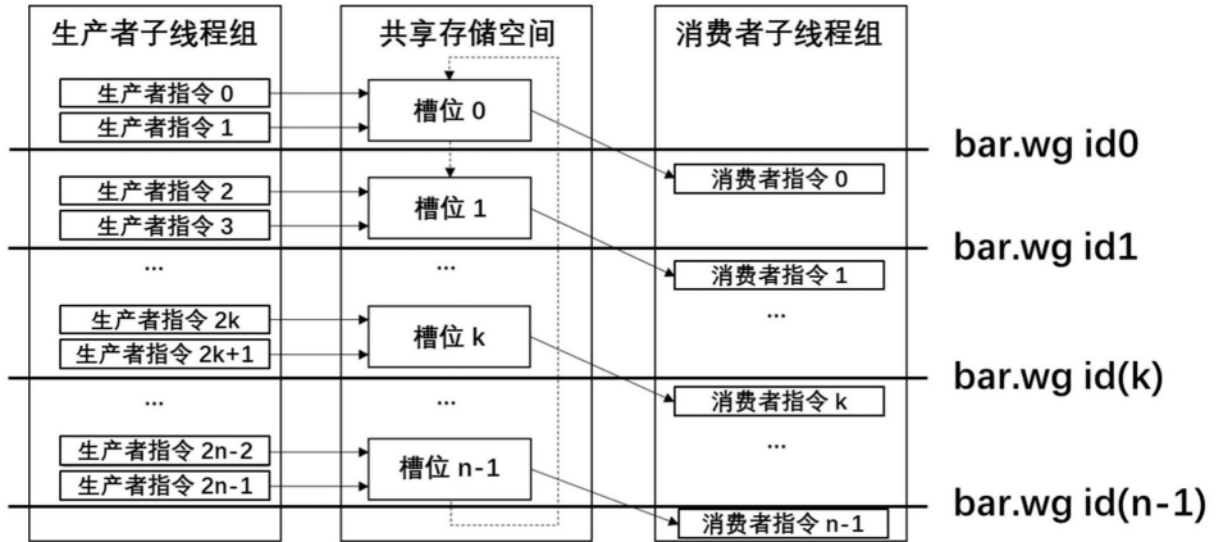 生产者子线程组 共享存储空间 消费者子线程组
生产者指令 0
槽位 0
生产者指令 1
bar.wg id0
消费者指令 0
生产者指令 2
槽位 1
生产者指令 3
bar.wg id1
消费者指令 1
... ... ...
生产者指令 2k
槽位 k
生产者指令 2k+1
bar.wg id(k)
消费者指令 k
... ... ...
生产者指令 2n-2
槽位 n-1
生产者指令 2n-1
bar.wg id(n-1)
消费者指令 n-1